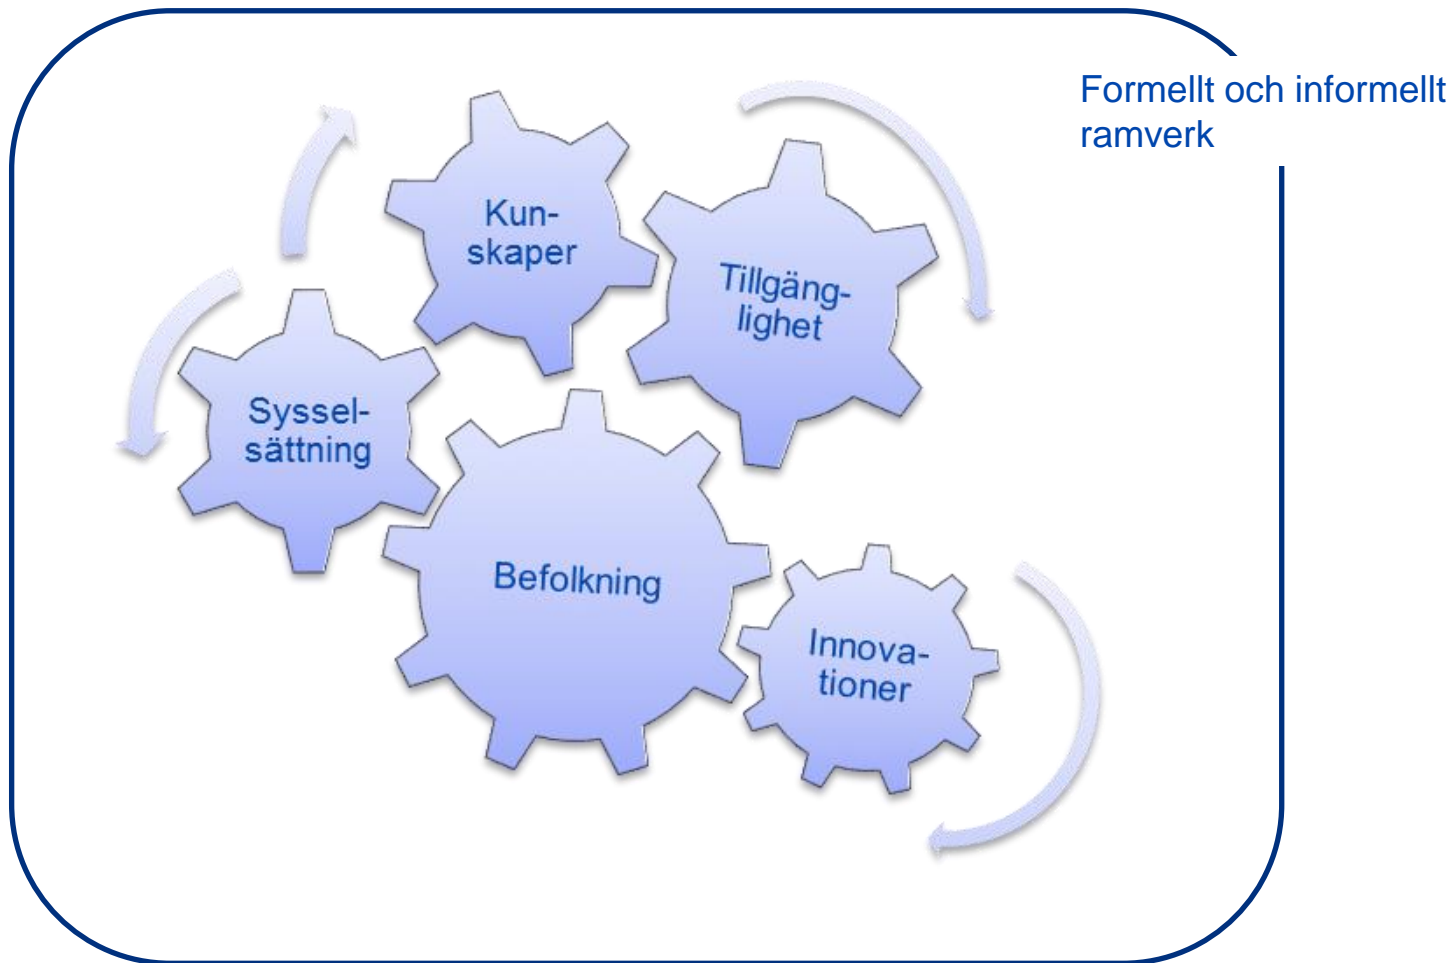 Formellt och informellt
ramverk
Kun-
skaper
Tillgäng-
lighet
Syssel-
sättning
Befolkning
Innova-
tioner